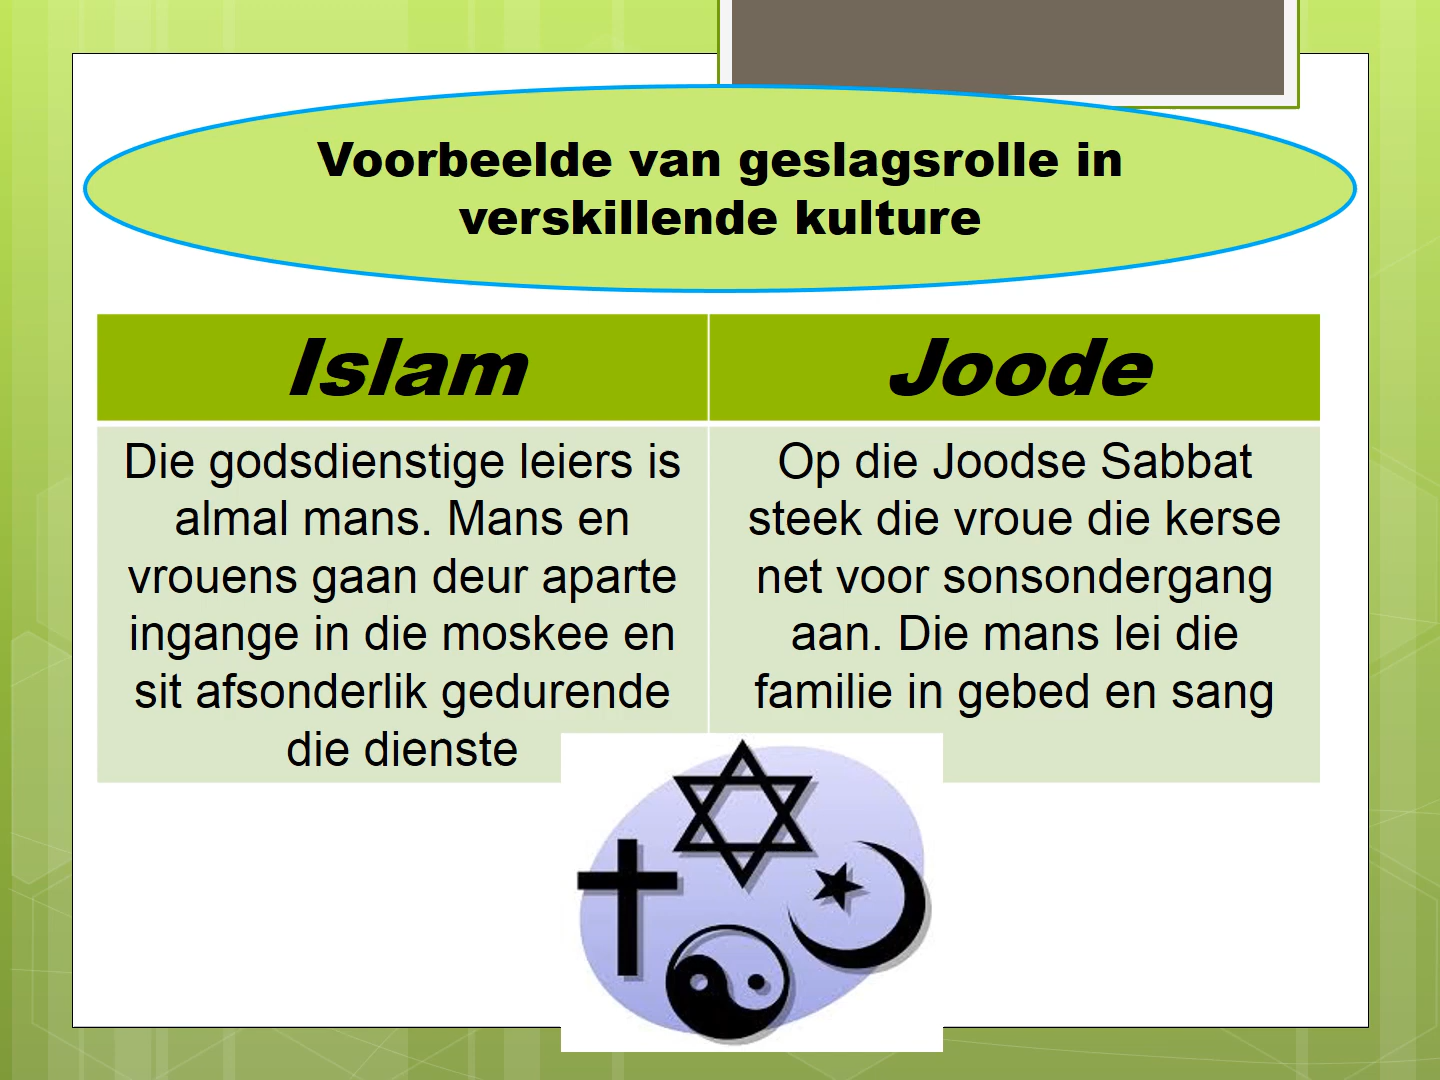 Voorbeelde van geslagsrolle in
verskillende kulture
Islam
Joode
Die godsdienstige leiers is
almal mans. Mans en
vrouens gaan deur aparte
ingange in die moskee en
sit afsonderlik gedurende
die dienste
Op die Joodse Sabbat
steek die vroue die kerse
net voor sonsondergang
aan. Die mans lei die
familie in gebed en sang